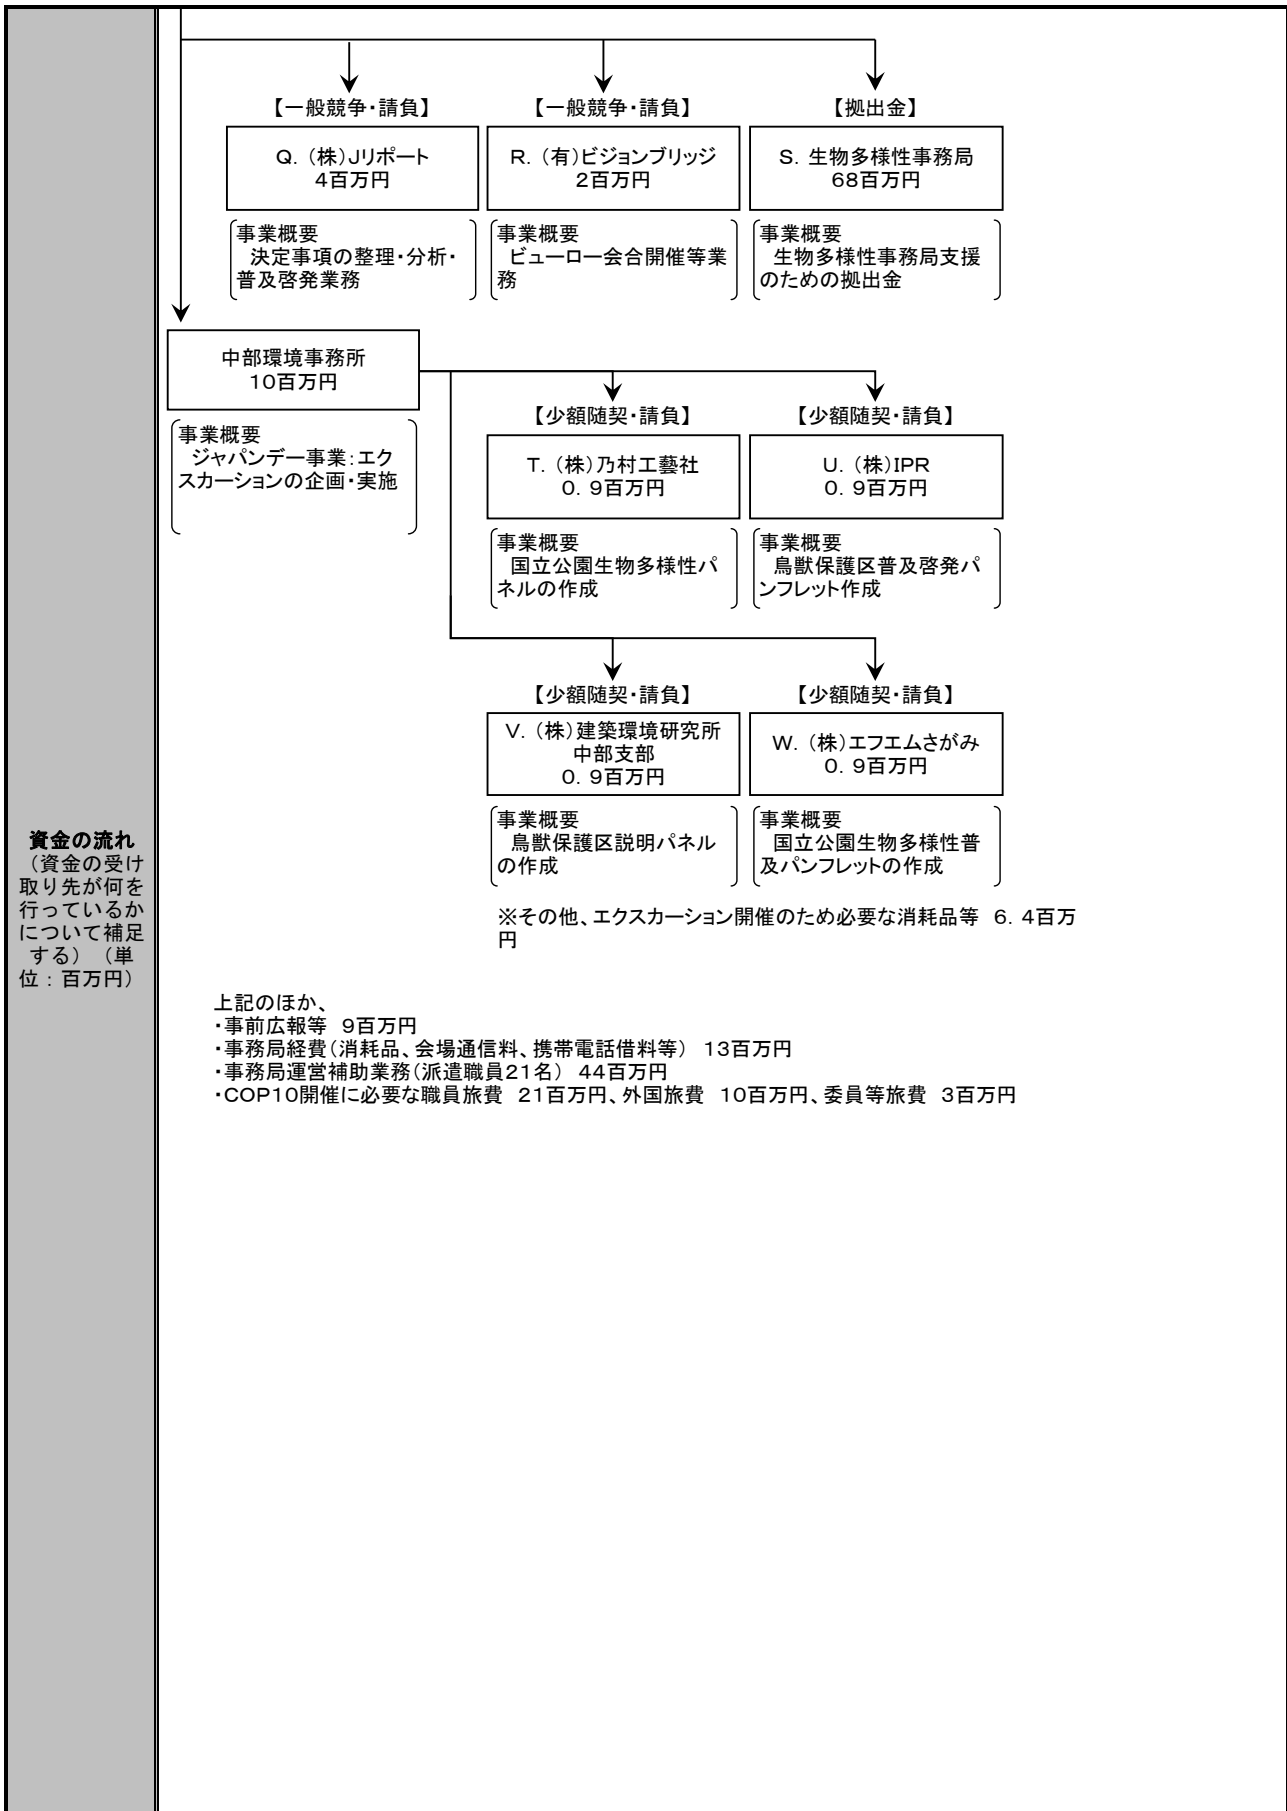 資金の流れ
（資金の受け
取り先が何を
行っているか
について補足
する）（単
位：百万円）
【一般競争・請負】
Q．（株）Jリポート
4百万円
事業概要
決定事項の整理・分析・
普及啓発業務
【一般競争・請負】
R．（有）ビジョンブリッジ
2百万円
事業概要
ビューロー会合開催等業
務
【拠出金】
S．生物多様性事務局
68百万円
事業概要
生物多様性事務局支援
のための拠出金
中部環境事務所
10百万円
事業概要
ジャパンデー事業：エク
スカーションの企画・実施
【少額随契・請負】
T．（株）乃村工藝社
0．9百万円
事業概要
国立公園生物多様性パ
ネルの作成
【少額随契・請負】
U．（株）IPR
0．9百万円
事業概要
鳥獣保護区普及啓発パ
ンフレット作成
【少額随契・請負】
V．（株）建築環境研究所
中部支部
0．9百万円
事業概要
鳥獣保護区説明パネル
の作成
【少額随契・請負】
W．（株）エフエムさがみ
0．9百万円
事業概要
国立公園生物多様性普
及パンフレットの作成
※その他、エクスカーション開催のため必要な消耗品等 6．4百万
円
上記のほか、
・事前広報等 9百万円
・事務局経費（消耗品、会場通信料、携帯電話借料等） 13百万円
・事務局運営補助業務（派遣職員21名） 44百万円
・COP10開催に必要な職員旅費 21百万円、外国旅費 10百万円、委員等旅費 3百万円